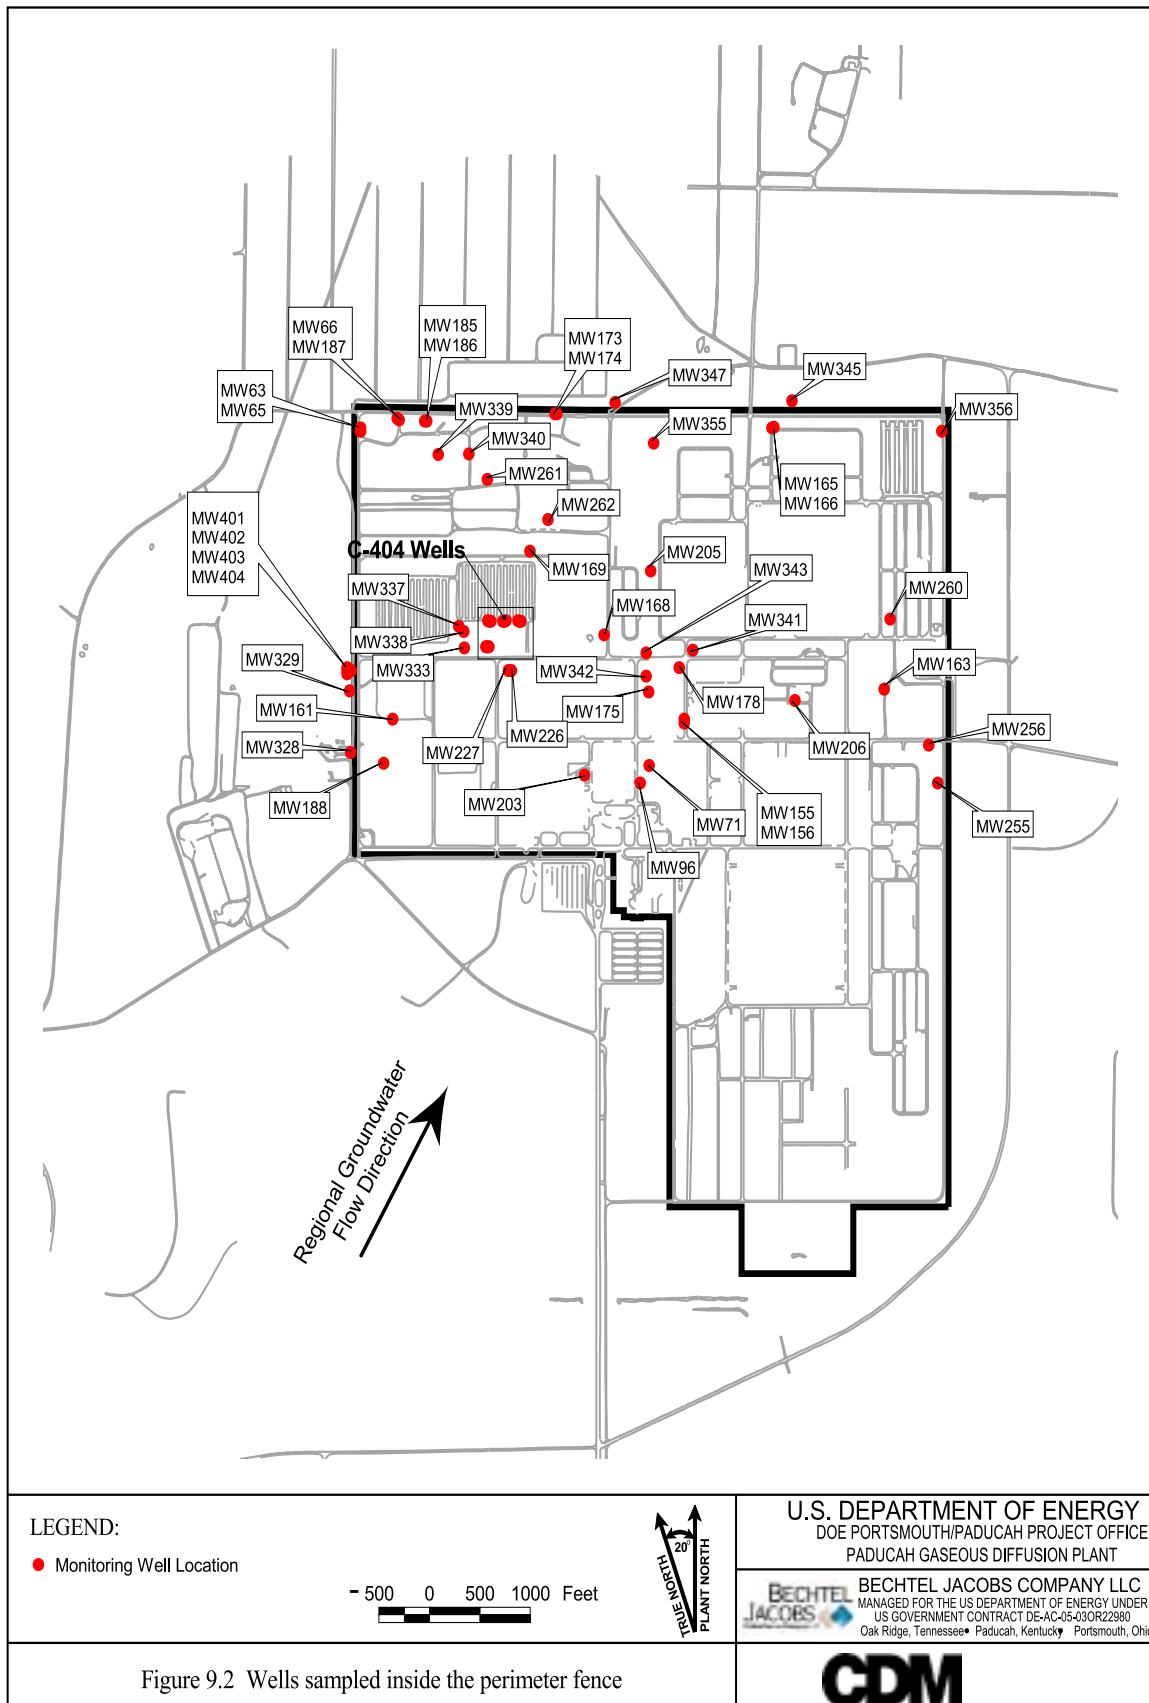 MW66
MW187
MW185
MW186
MW173
MW174
MW347
MW345
MW63
MW65
MW339
MW340
MW355
MW356
MW261
MW165
MW166
MW401
MW402
MW403
MW404
MW262
C-404 Wells
MW169
MW205
MW343
MW337
MW168
MW341
MW260
MW338
MW333
MW329
MW342
MW163
MW161
MW175
MW178
MW328
MW227
MW226
MW206
MW256
MW188
MW203
MW71
MW155
MW156
MW255
MW96
Regional Groundwater
Flow Direction
LEGEND:
Monitoring Well Location
- 500 0 500 1000 Feet
20°
TRUE NORTH
PLANT NORTH
U.S. DEPARTMENT OF ENERGY
DOE PORTSMOUTH/PADUCAH PROJECT OFFICE
PADUCAH GASEOUS DIFFUSION PLANT
BECHTEL
JACOBS
BECHTEL JACOBS COMPANY LLC
MANAGED FOR THE US DEPARTMENT OF ENERGY UNDER
US GOVERNMENT CONTRACT DE-AC-05-03OR22980
Oak Ridge, Tennessee• Paducah, Kentucky• Portsmouth, Ohio
Figure 9.2 Wells sampled inside the perimeter fence
CDM